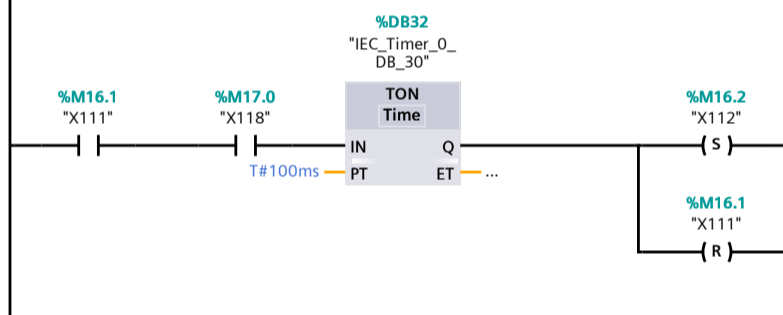 %DB32
"IEC_Timer_0_
DB_30"
%M16.1
"X111"
%M17.0
"X118"
TON
Time
%M16.2
"X112"
IN
Q
S
T#100ms
PT
ET
...
%M16.1
"X111"
R